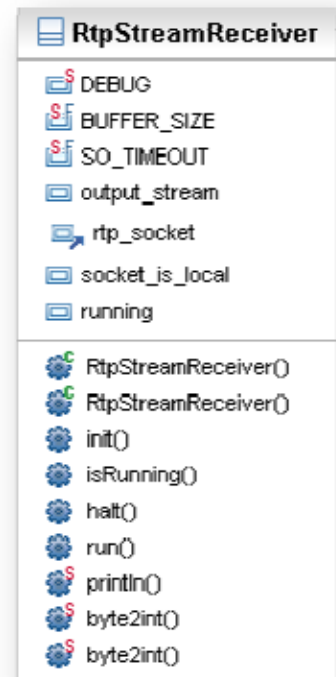 RtpStreamReceiver
S DEBUG
S F BUFFER_SIZE
S F SO_TIMEOUT
output_stream
rtp_socket
socket_is_local
running
C RtpStreamReceiver()
C RtpStreamReceiver()
init()
isRunning()
halt()
run()
S println()
S byte2int()
S byte2int()